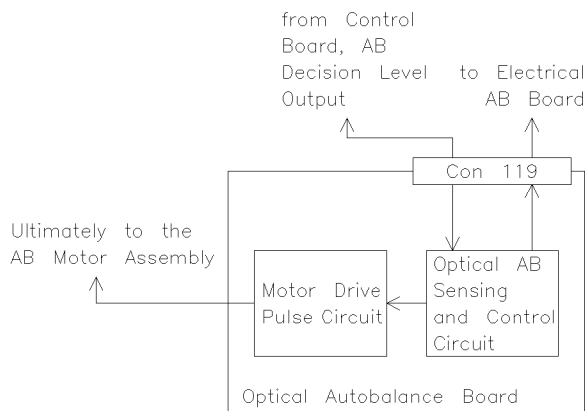 from Control
Board, AB
Decision Level to Electrical
Output AB Board
Con 119
Ultimately to the
AB Motor Assembly
Motor Drive
Pulse Circuit
Optical AB
Sensing
and Control
Circuit
Optical Autobalance Board